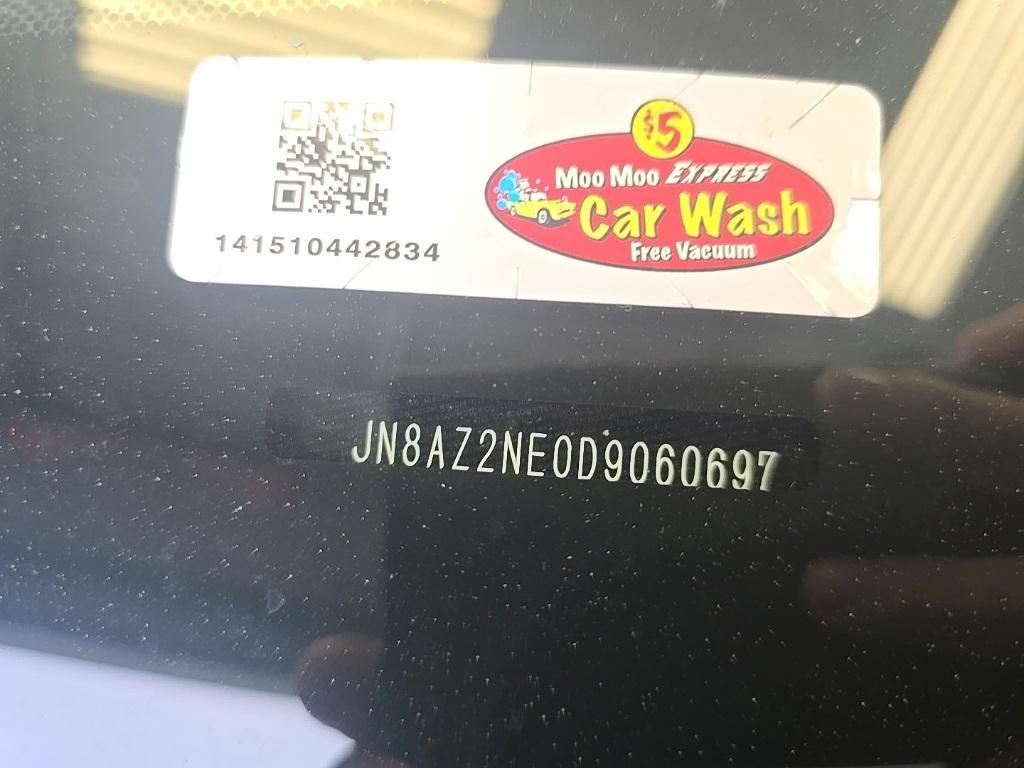 $5
Moo Moo EXPRESS
Car Wash
Free Vacuum
141510442834
JN8AZ2NE0D9060697